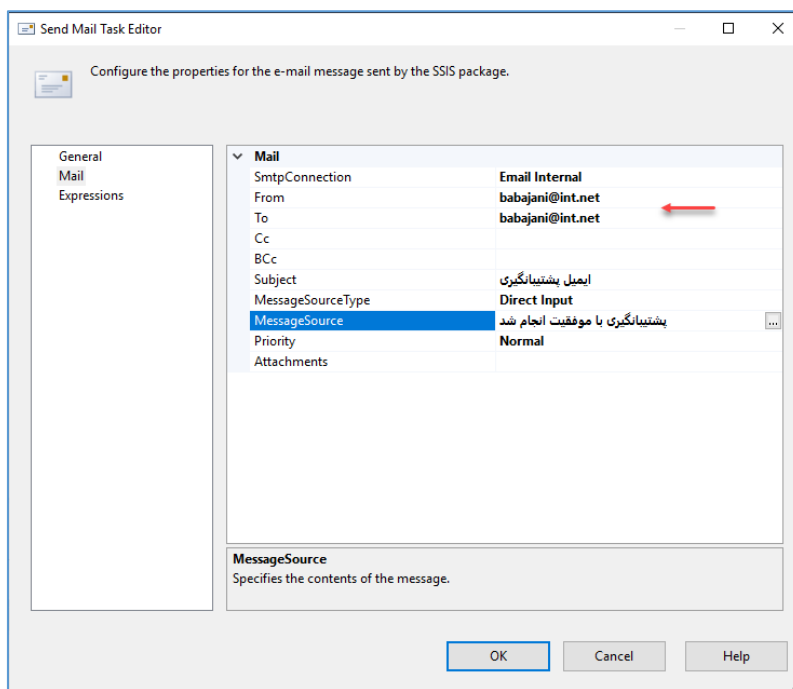 Send Mail Task Editor
Configure the properties for the e-mail message sent by the SSIS package.
General
Mail
Expressions
Mail
SmtpConnection Email Internal
From babajani@int.net
To babajani@int.net
Cc
BCc
Subject ایمیل پشتیبانگیری
MessageSourceType Direct Input
MessageSource پشتیبانگیری با موفقیت انجام شد ...
Priority Normal
Attachments
MessageSource
Specifies the contents of the message.
OK Cancel Help